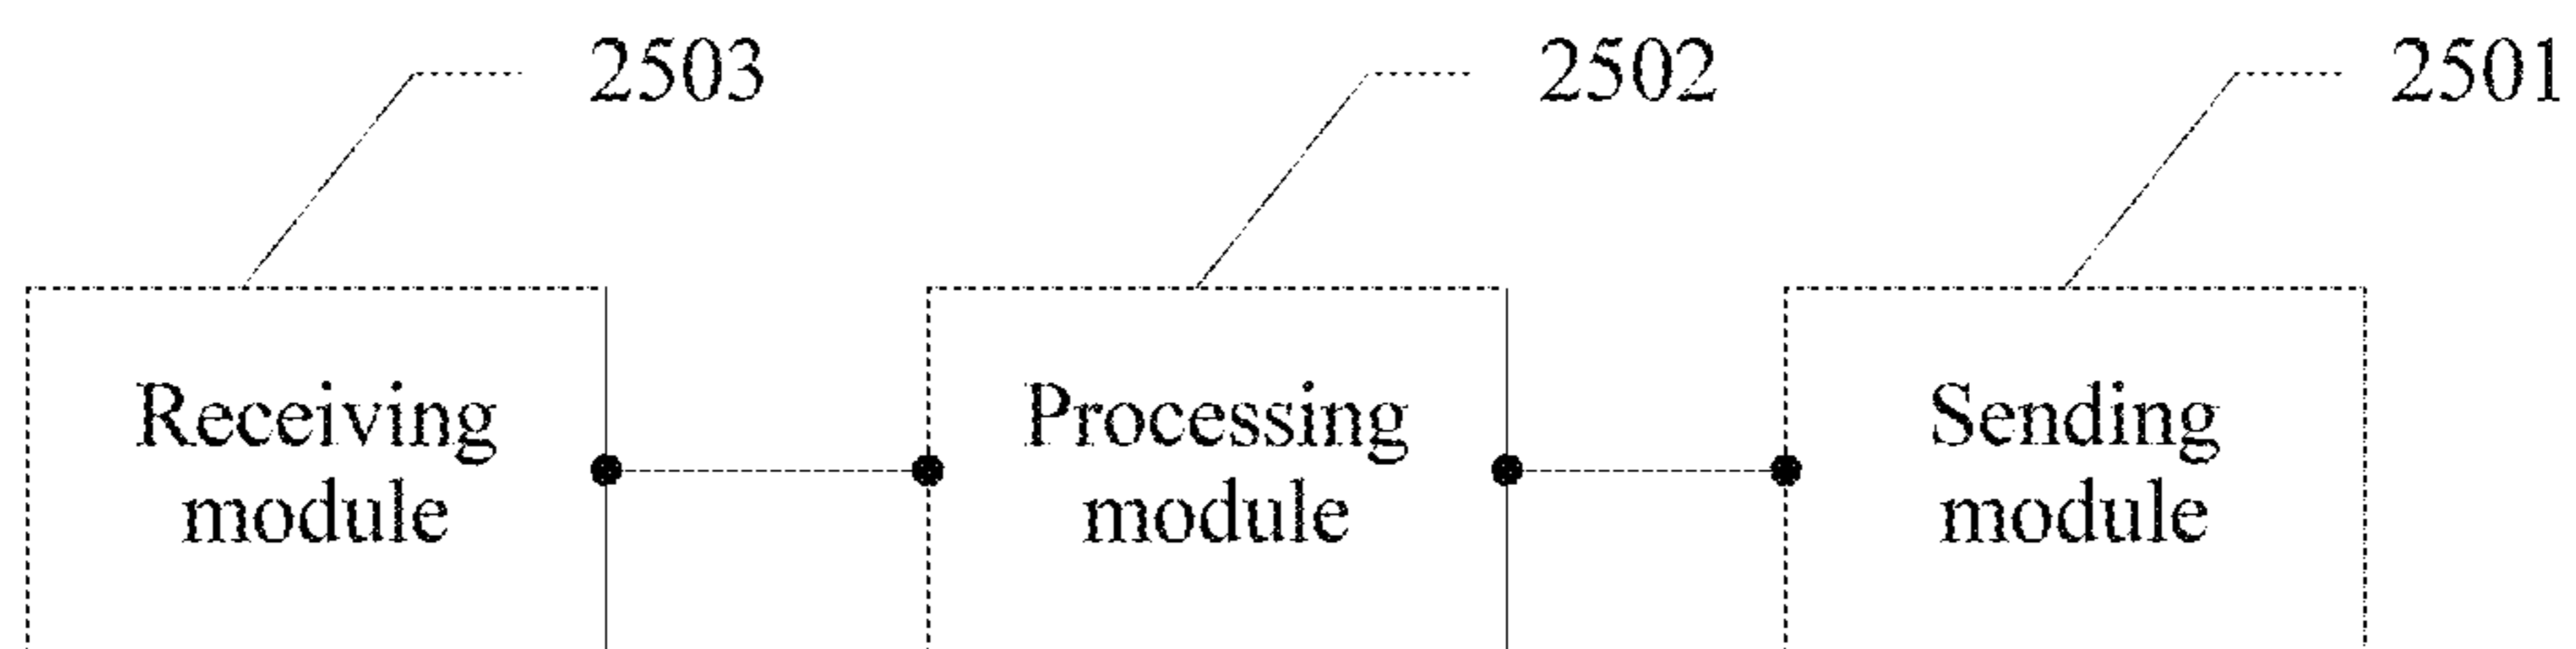 2503
2502
2501
Receiving
module
Processing
module
Sending
module